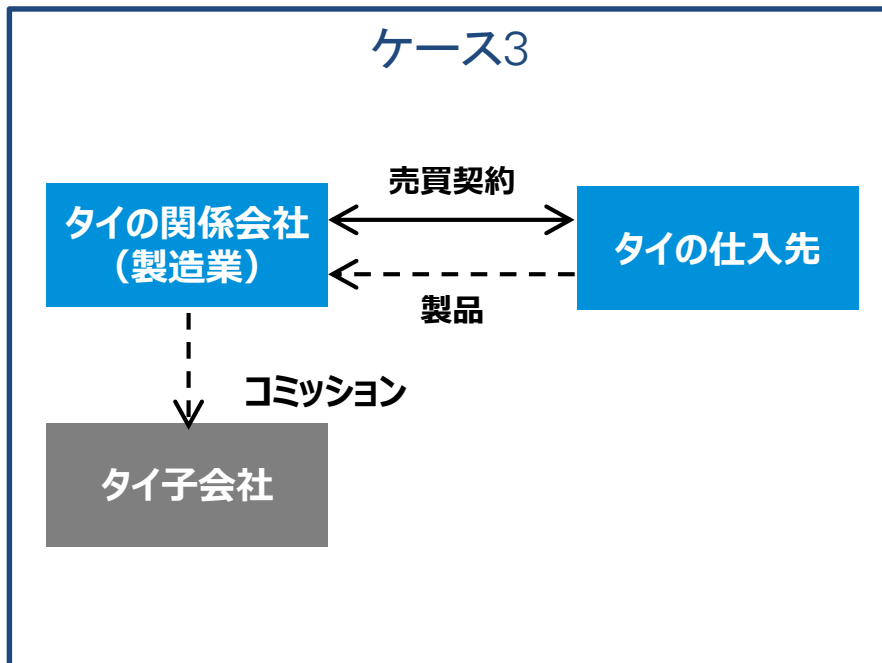 ケース3
売買契約
タイの関係会社
（製造業）
タイの仕入先
製品
コミッション
タイ子会社